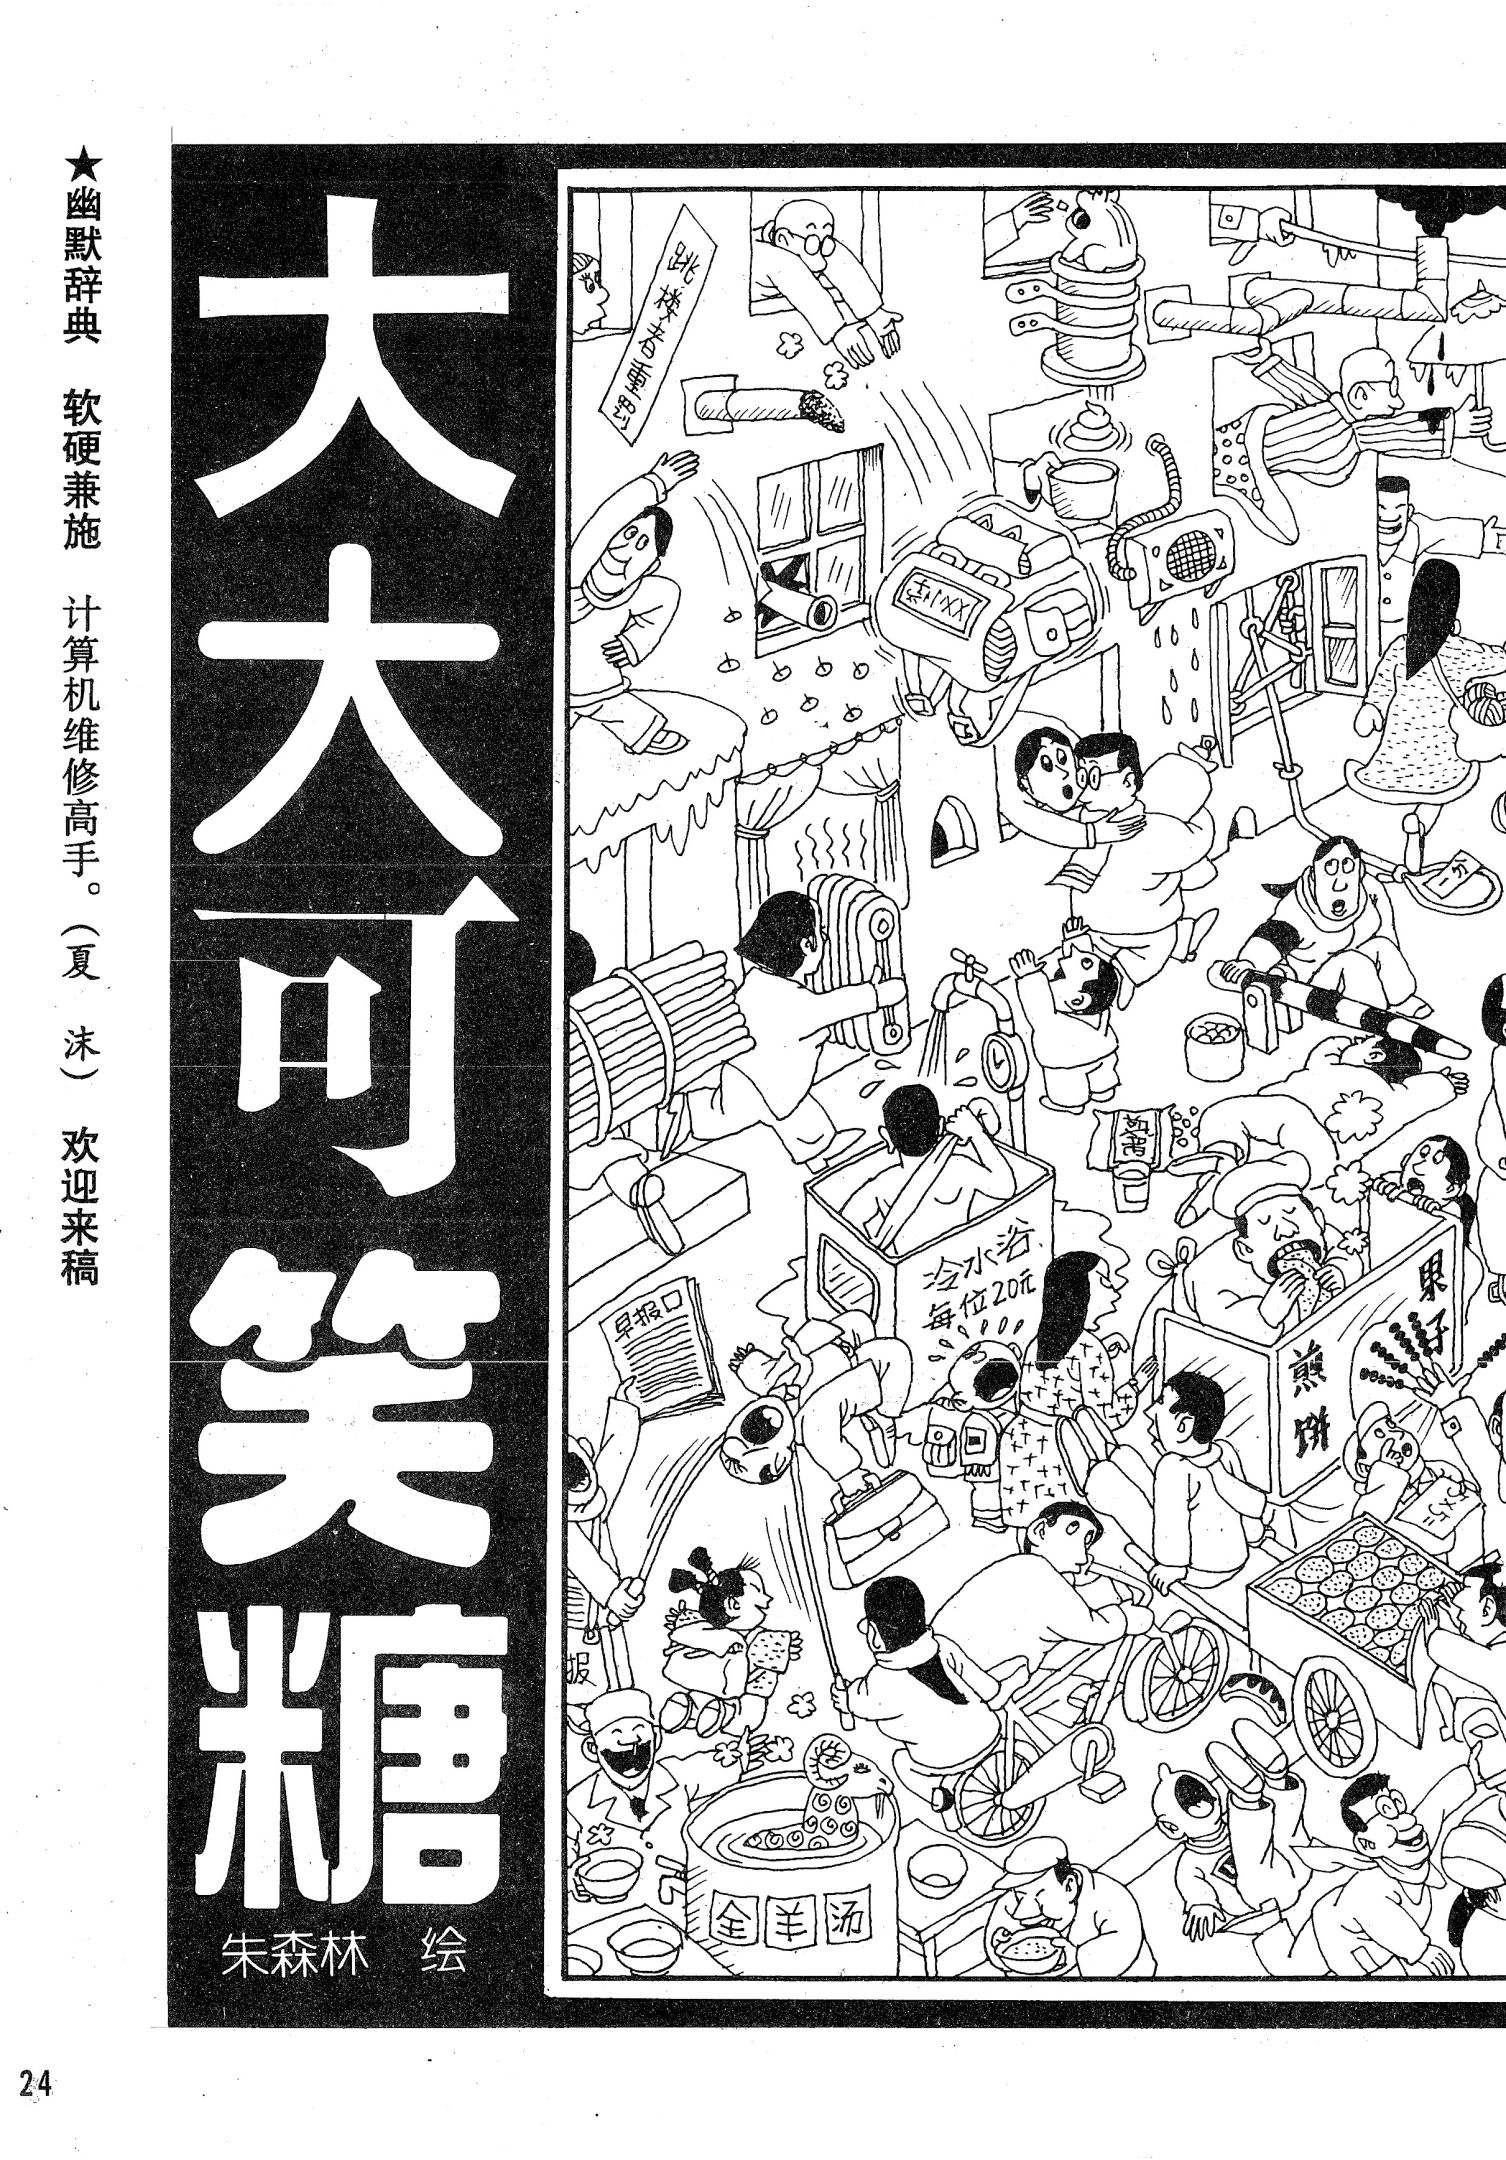 ★幽默辞典 软硬兼施 计算机维修高手。(夏 沫) 欢迎来稿
大大可笑糖
朱森林 绘
跳楼者重照
冷水浴
每位20元
早报
报
煎饼
果子
全羊汤
24